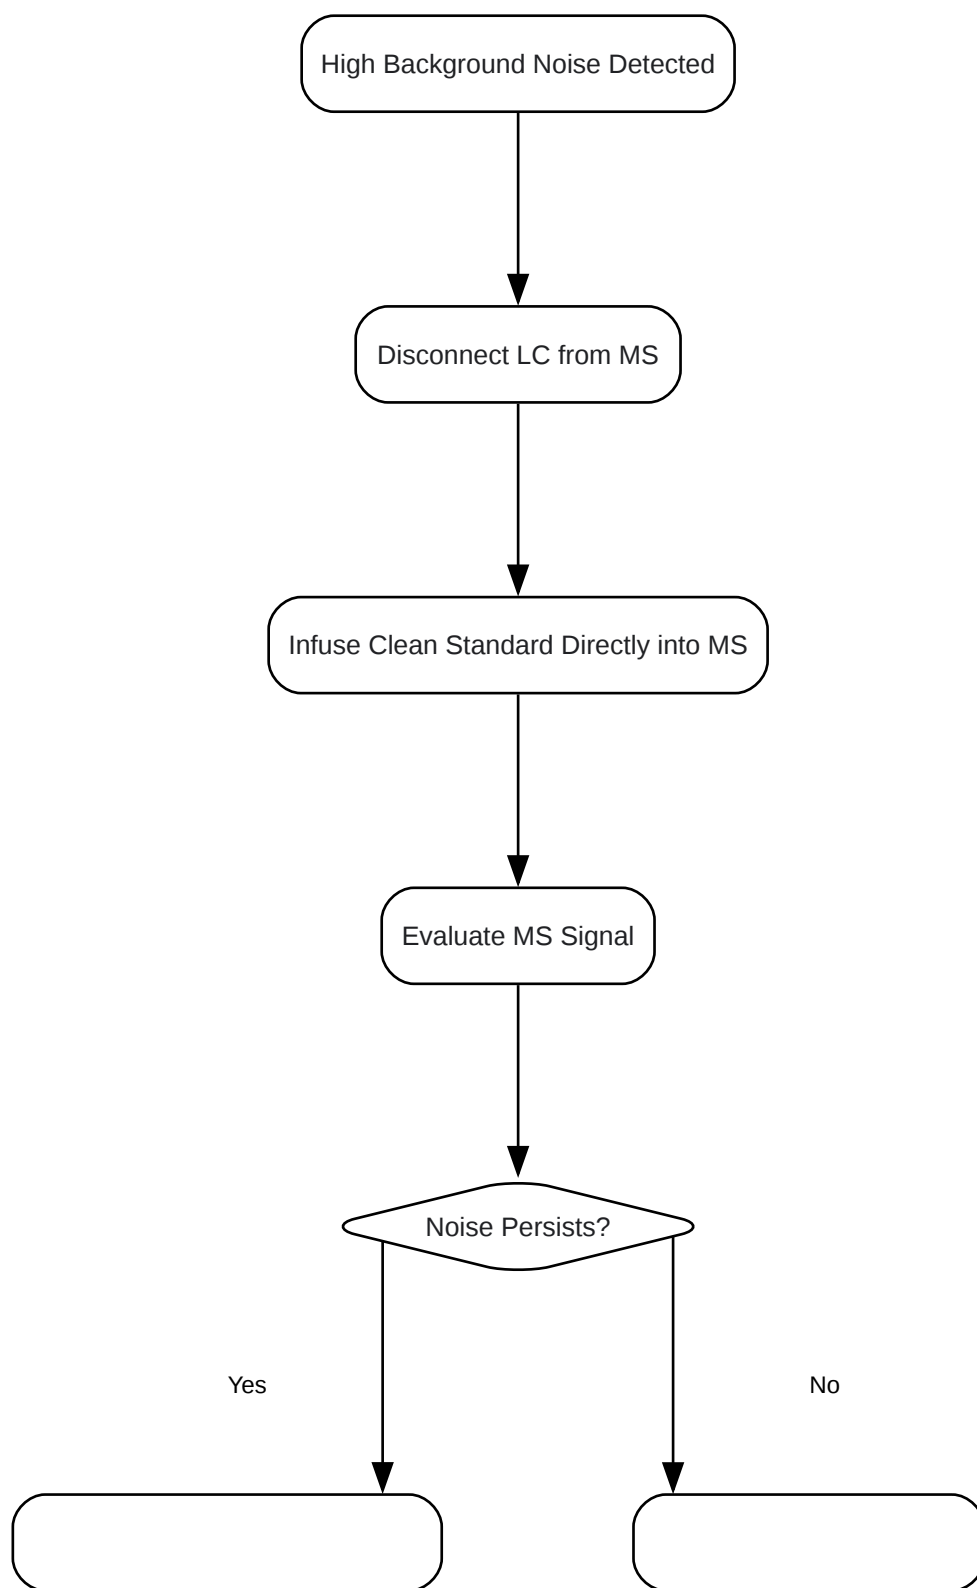 High Background Noise Detected
Disconnect LC from MS
Infuse Clean Standard Directly into MS
Evaluate MS Signal
Noise Persists?
Yes
No